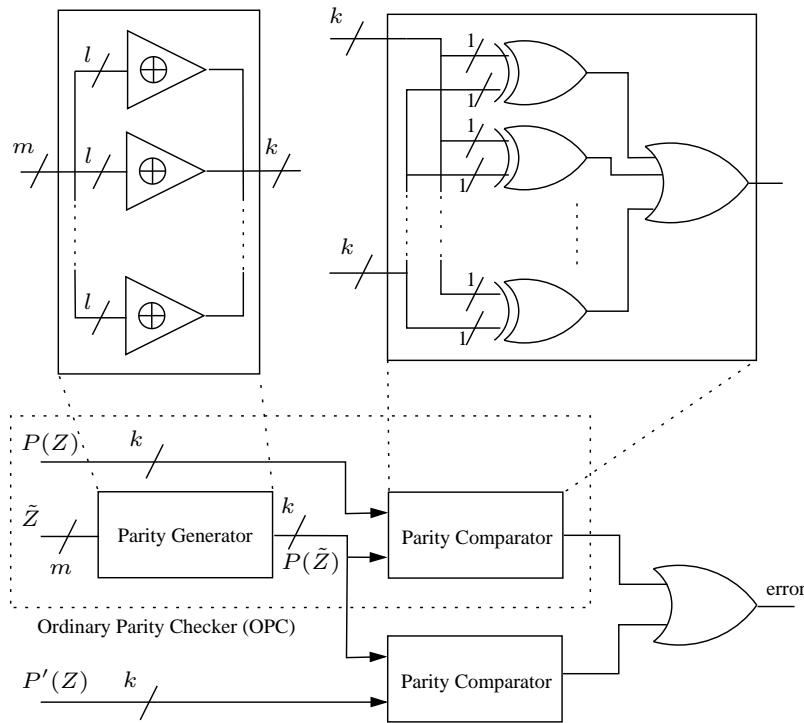 k
l
1
1
m
l
k
1
1
k
l
1
1
P(Z)
k
Z̃
m
Parity Generator
k
P(Z̃)
Parity Comparator
error
Ordinary Parity Checker (OPC)
P′(Z)
k
Parity Comparator